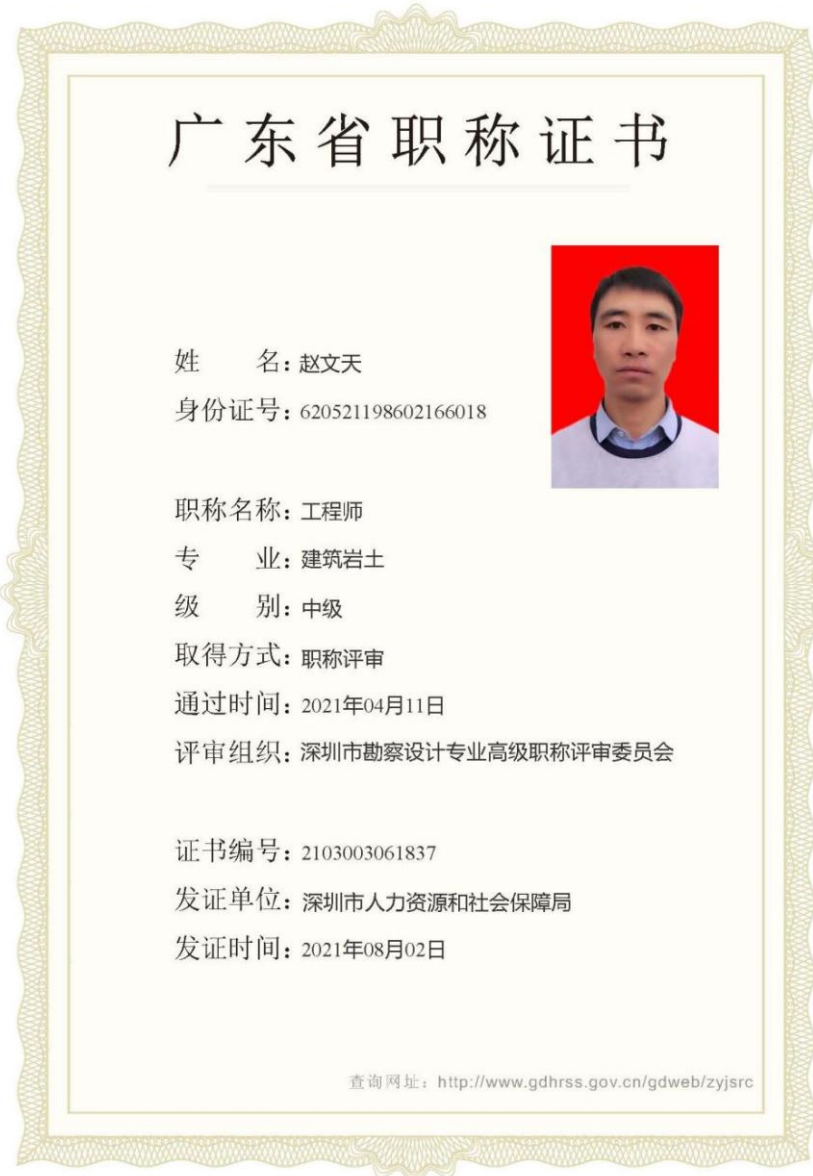 广东省职称证书
姓 名：赵文天
身份证号：620521198602166018
职称名称：工程师
专 业：建筑岩土
级 别：中级
取得方式：职称评审
通过时间：2021年04月11日
评审组织：深圳市勘察设计专业高级职称评审委员会
证书编号：2103003061837
发证单位：深圳市人力资源和社会保障局
发证时间：2021年08月02日
查询网址：http://www.gdhrss.gov.cn/gdweb/zyjsrc